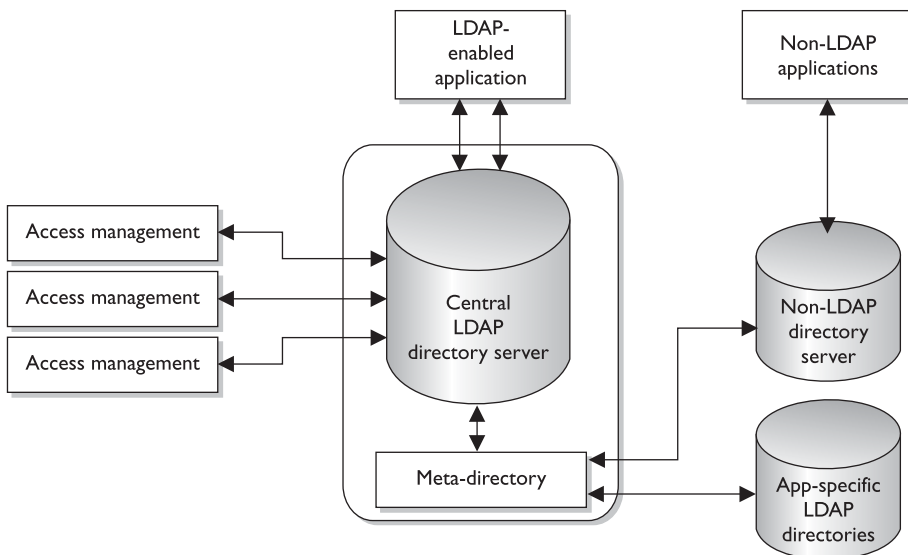 LDAP-
enabled
application
Non-LDAP
applications
Access management
Access management
Access management
Central
LDAP
directory server
Non-LDAP
directory
server
Meta-directory
App-specific
LDAP
directories